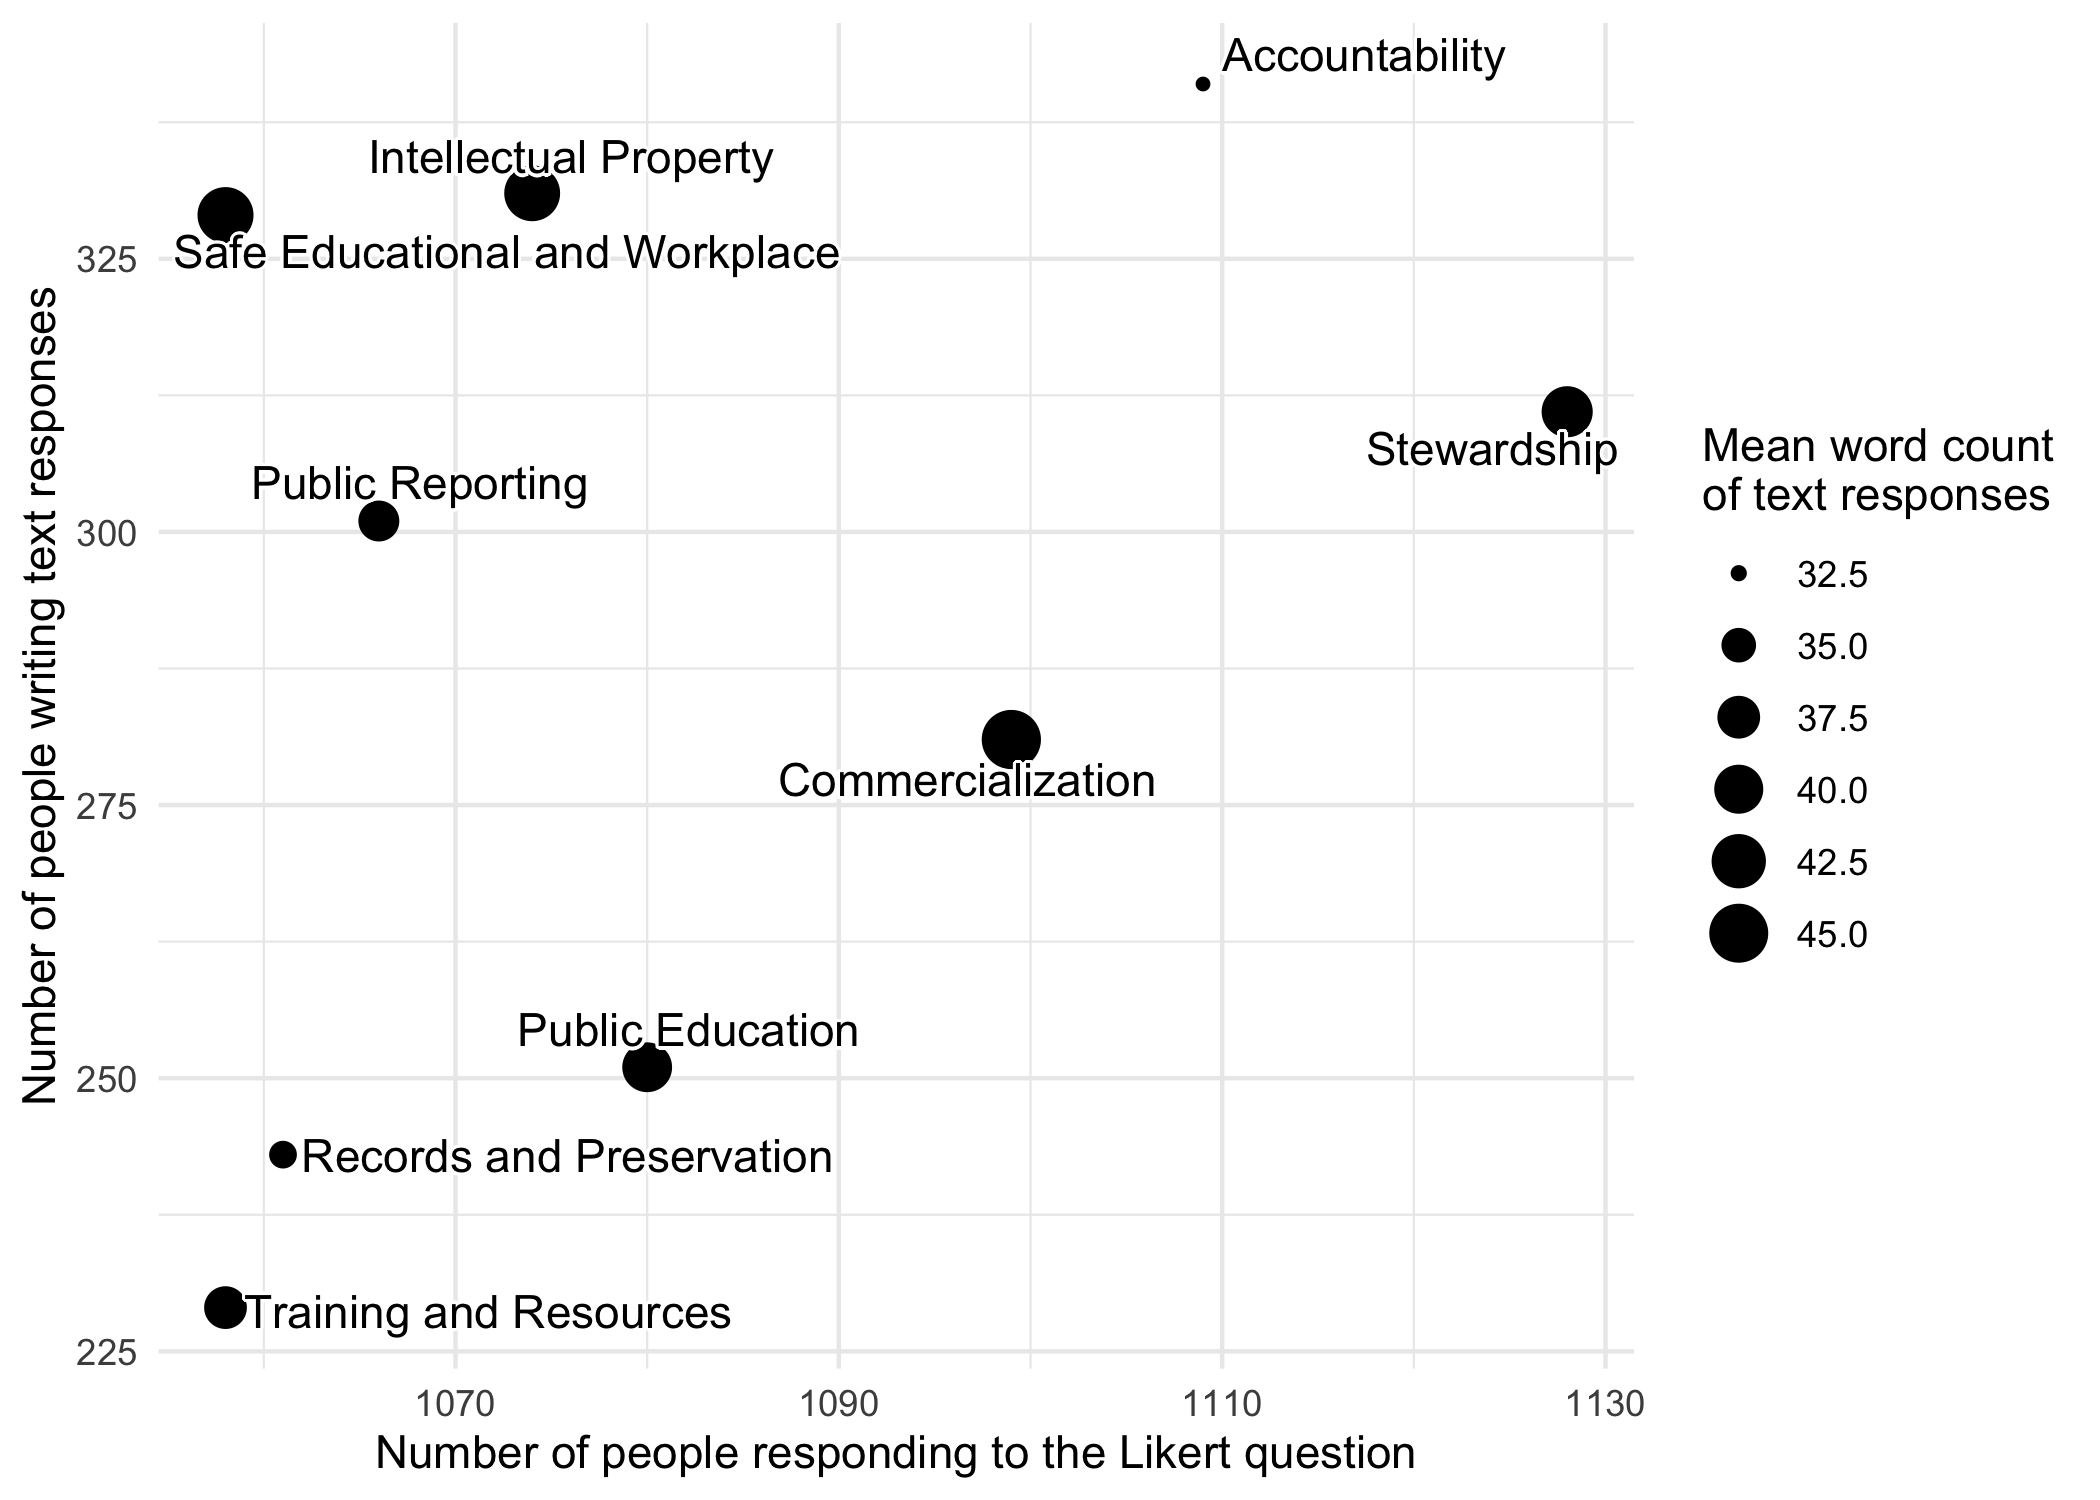 Accountability
Intellectual Property
Safe Educational and Workplace
Stewardship
Public Reporting
Commercialization
Public Education
Records and Preservation
Training and Resources
325
300
275
250
225
1070
1090
1110
1130
Number of people writing text responses
Number of people responding to the Likert question
Mean word count
of text responses
32.5
35.0
37.5
40.0
42.5
45.0